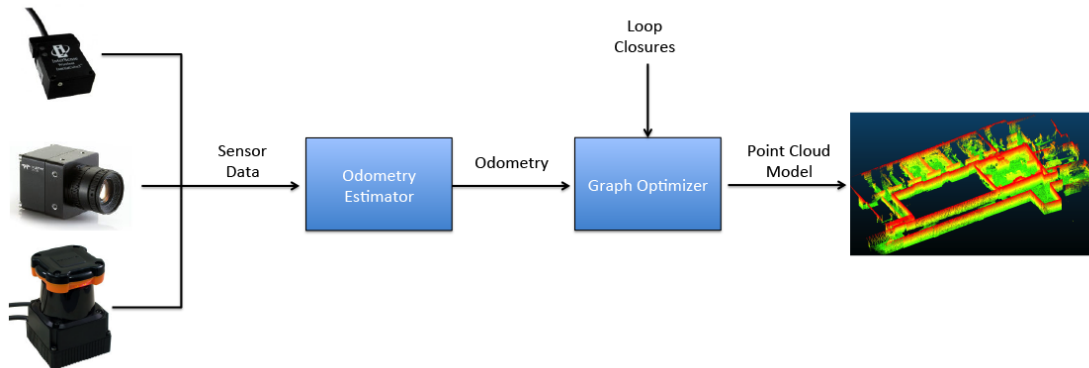 Sensor
Data
Odometry
Estimator
Odometry
Loop
Closures
Graph Optimizer
Point Cloud
Model